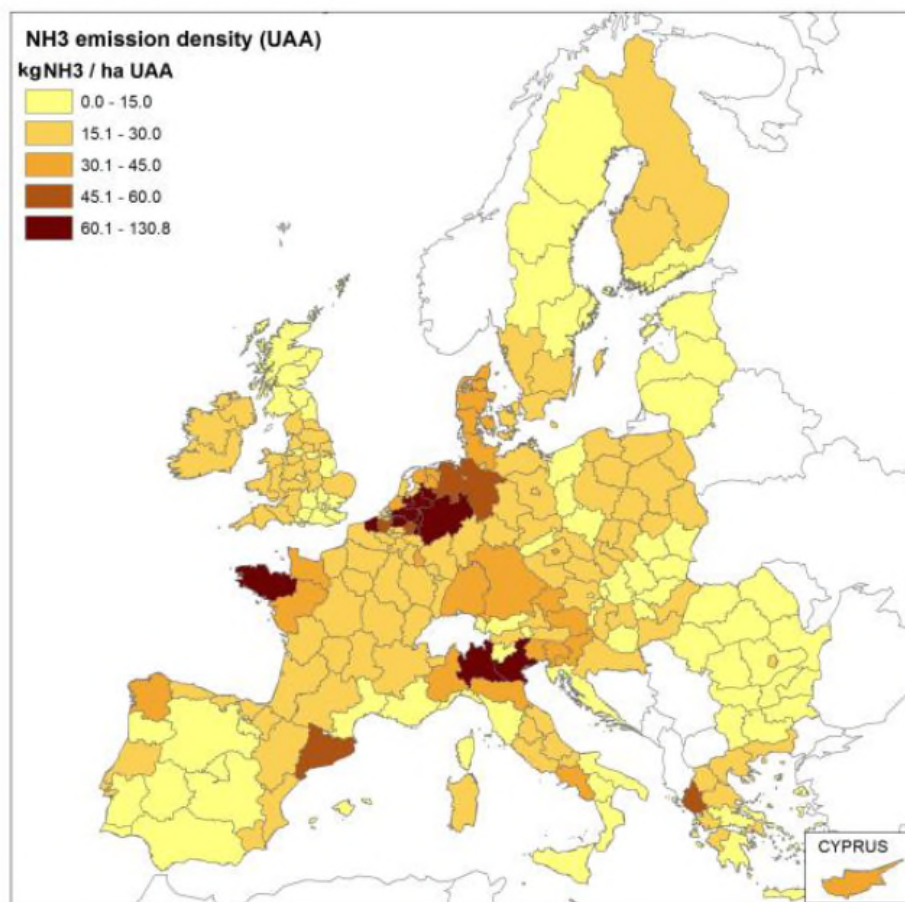 NH3 emission density (UAA)
kgNH3 / ha UAA
0.0 - 15.0
15.1 - 30.0
30.1 - 45.0
45.1 - 60.0
60.1 - 130.8
CYPRUS